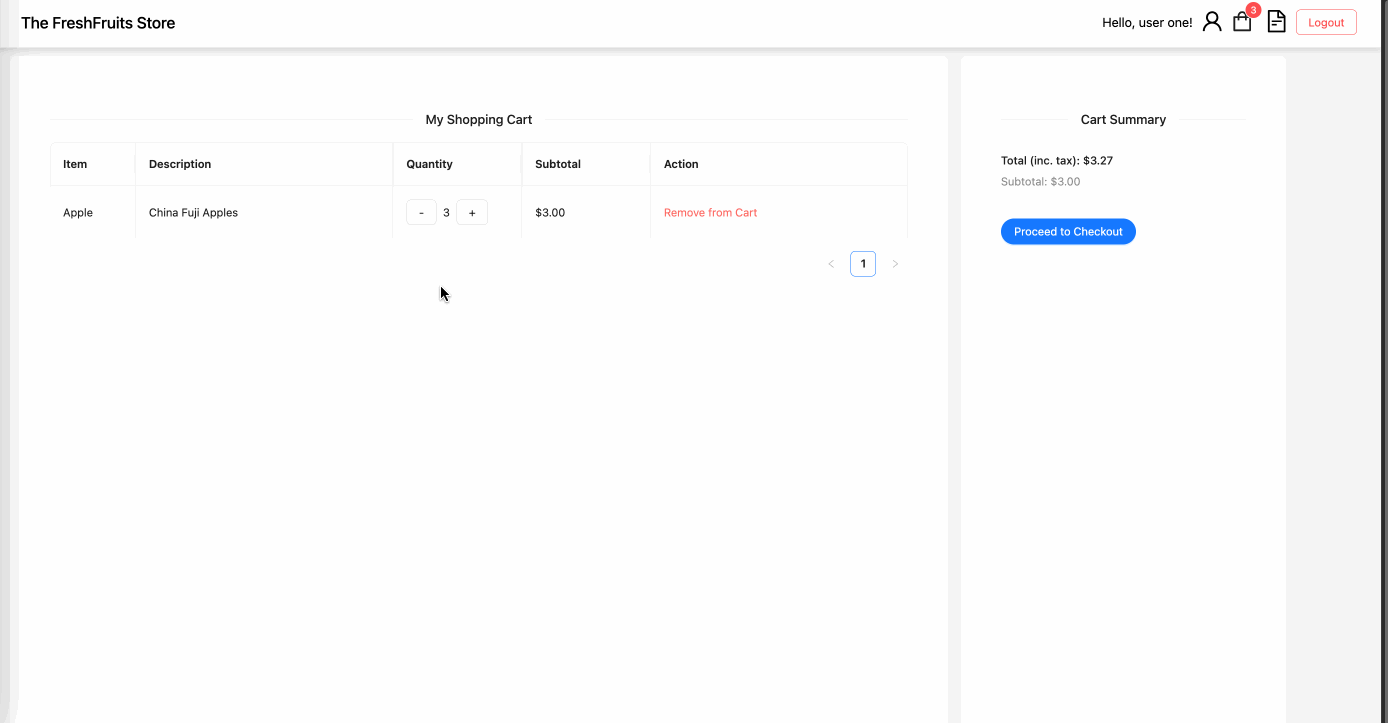 The FreshFruits Store
Hello, user one!
3
Logout
My Shopping Cart
Item Description Quantity Subtotal Action
Apple China Fuji Apples - 3 + $3.00 Remove from Cart
< 1 >
Cart Summary
Total (inc. tax): $3.27
Subtotal: $3.00
Proceed to Checkout